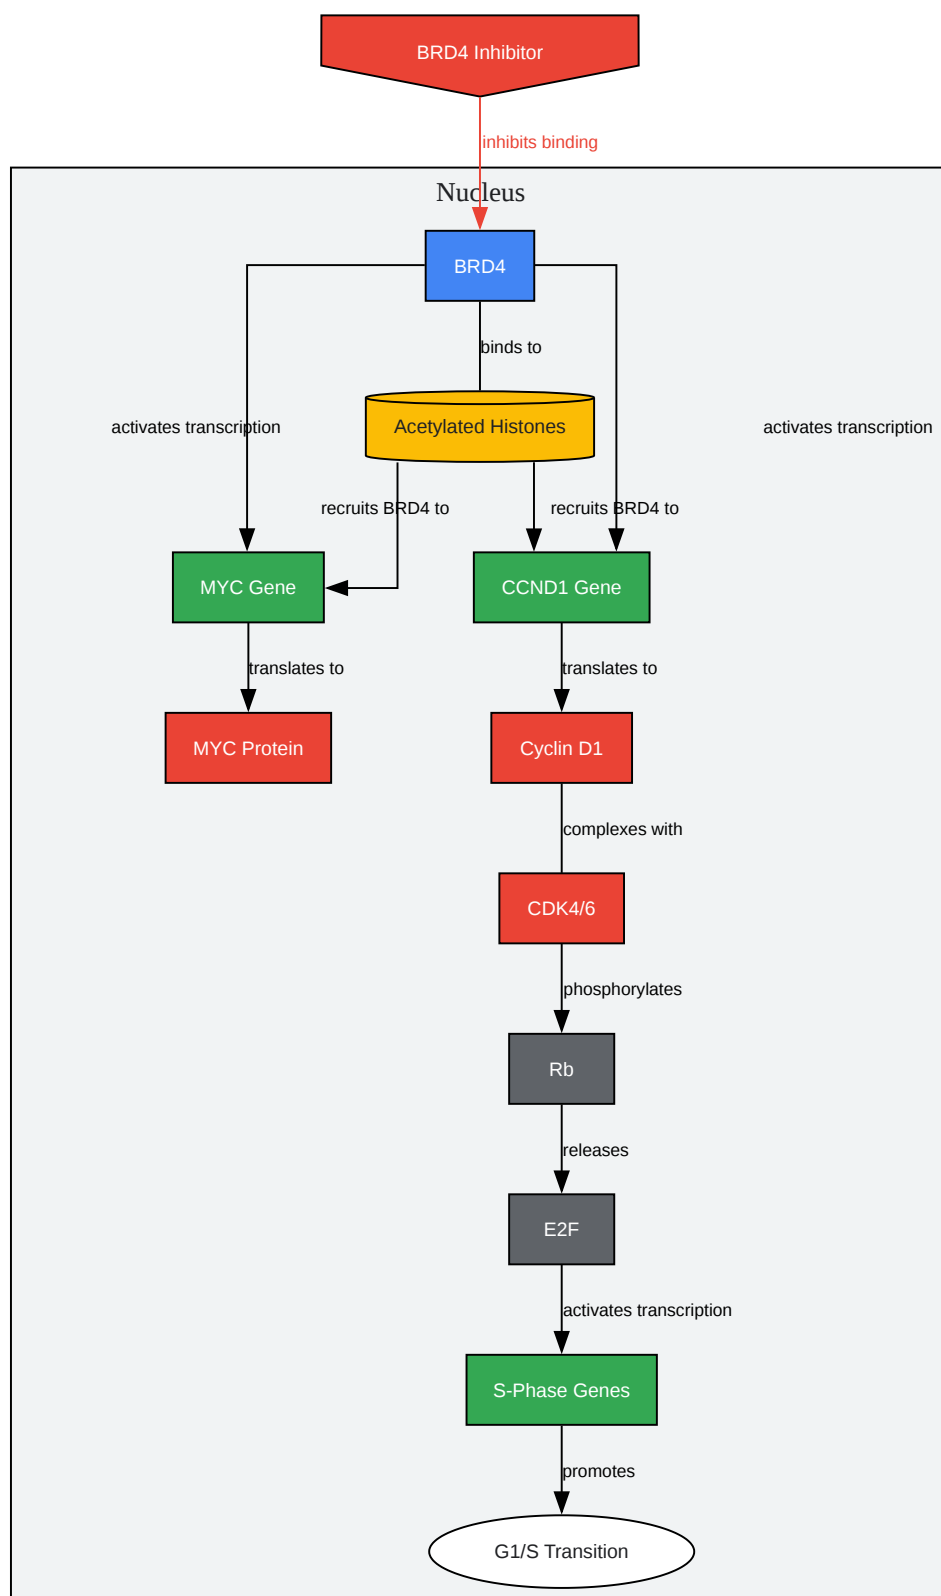 BRD4 Inhibitor
inhibits binding
Nucleus
BRD4
binds to
activates transcription
Acetylated Histones
activates transcription
recruits BRD4 to
recruits BRD4 to
MYC Gene
CCND1 Gene
translates to
translates to
MYC Protein
Cyclin D1
complexes with
CDK4/6
phosphorylates
Rb
releases
E2F
activates transcription
S-Phase Genes
promotes
G1/S Transition